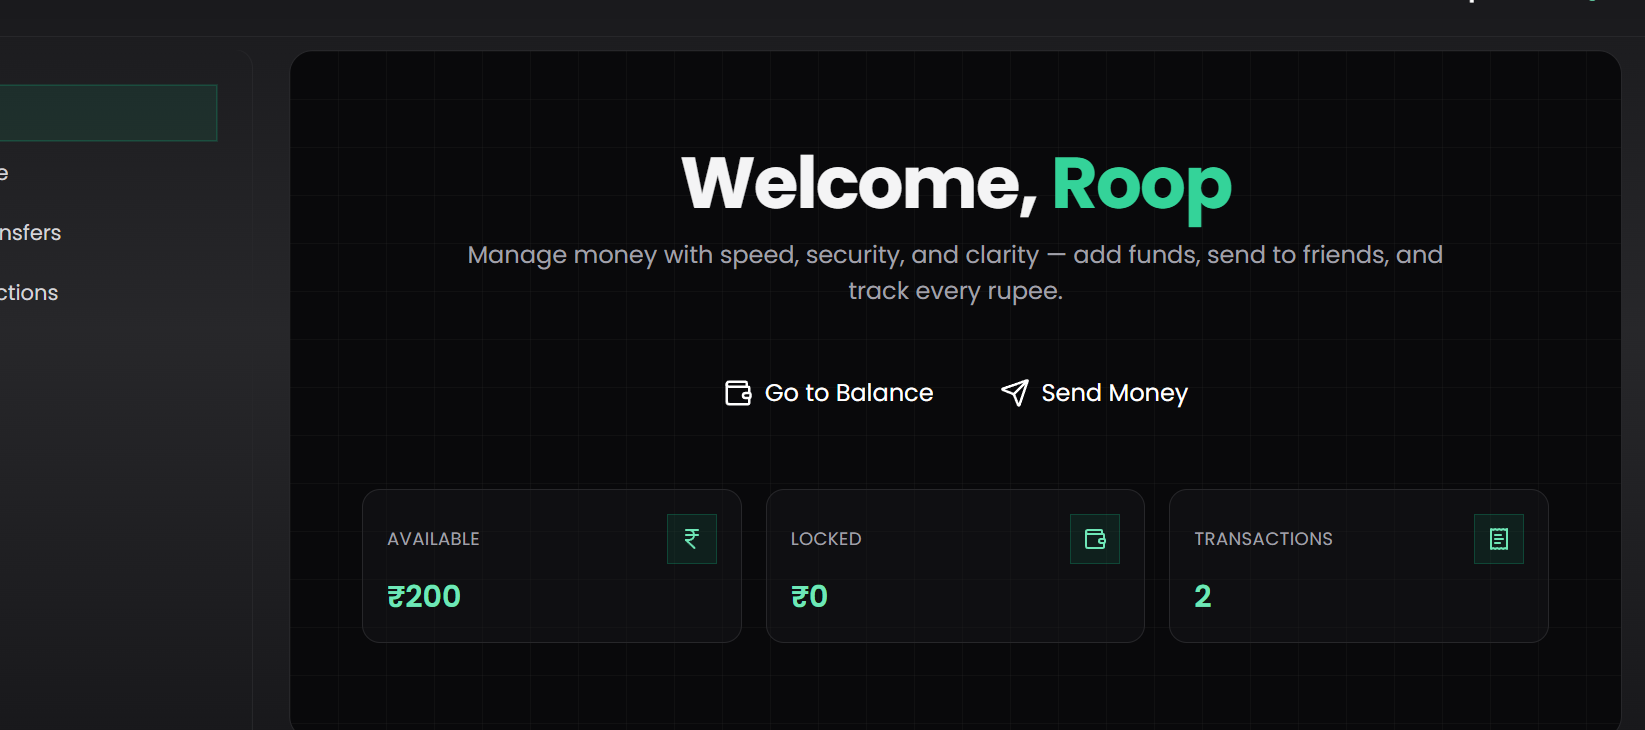 nsfers
ctions
Welcome, Roop
Manage money with speed, security, and clarity — add funds, send to friends, and
track every rupee.
Go to Balance
Send Money
AVAILABLE
₹
₹200
LOCKED
₹0
TRANSACTIONS
2